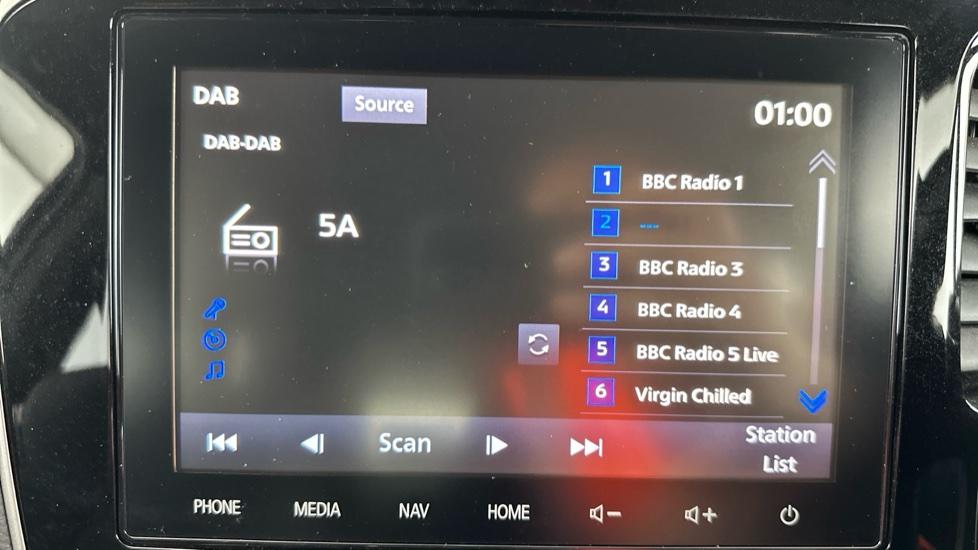 DAB
Source
01:00
DAB-DAB
5A
1 BBC Radio 1
2 ---
3 BBC Radio 3
4 BBC Radio 4
5 BBC Radio 5 Live
6 Virgin Chilled
Scan
Station
List
PHONE MEDIA NAV HOME - +